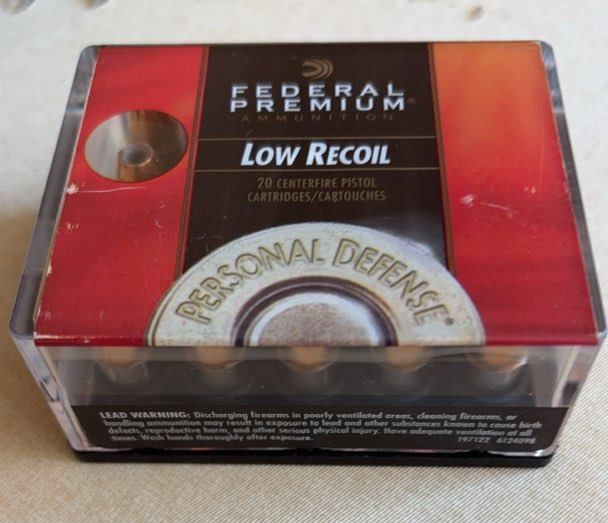 FEDERAL
PREMIUM®
AMMUNITION
LOW RECOIL
20 CENTERFIRE PISTOL
CARTRIDGES/CARTOUCHES
PERSONAL DEFENSE®
LEAD WARNING: Discharging firearms in poorly ventilated areas, cleaning firearms, or
handling ammunition may result in exposure to lead and other substances known to cause birth
defects, reproductive harm, and other serious physical injury. Have adequate ventilation at all
times. Wash hands thoroughly after exposure. 197122 6124098